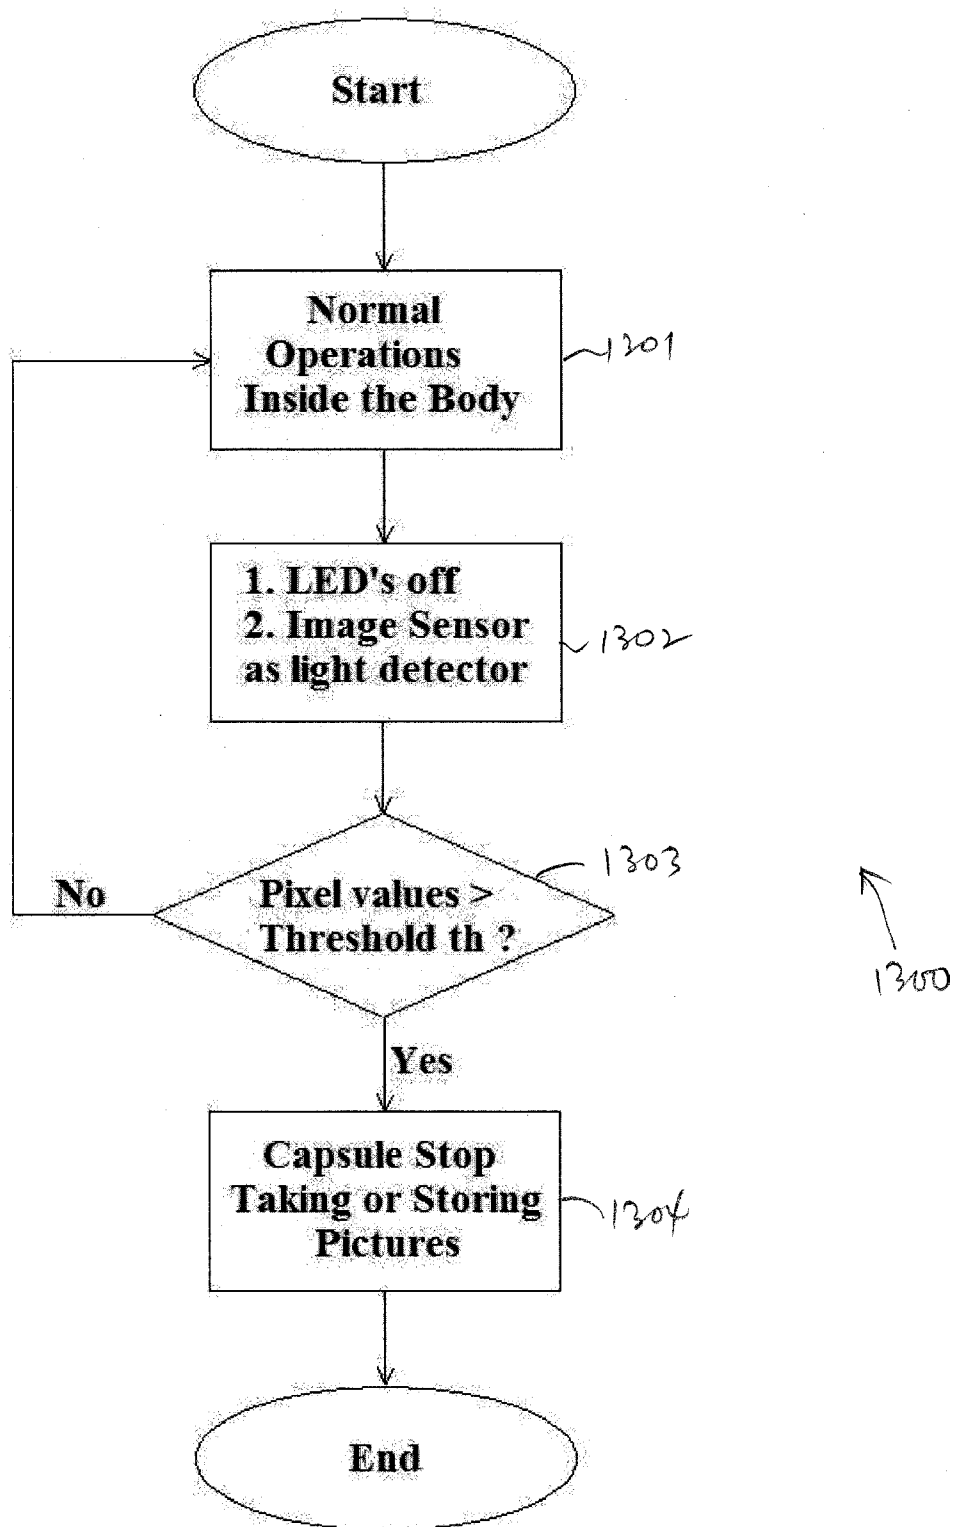 Start
Normal
Operations
Inside the Body
1301
1. LED's off
2. Image Sensor
as light detector
1302
1303
No
Pixel values >
Threshold th ?
1300
Yes
Capsule Stop
Taking or Storing
Pictures
1304
End